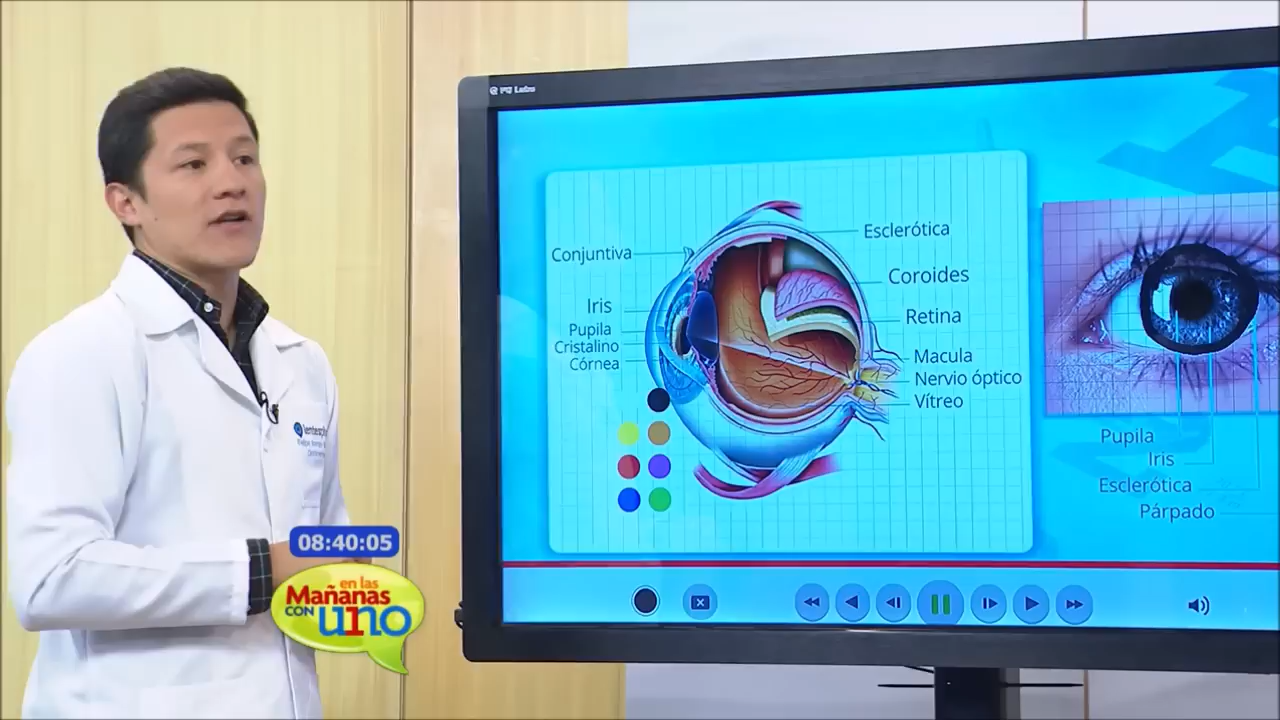 Conjuntiva
Iris
Pupila
Cristalino
Córnea
Esclerótica
Coroides
Retina
Macula
Nervio óptico
Vítreo
Pupila
Iris
Esclerótica
Párpado
08:40:05
en las
Mañanas
CON
uno